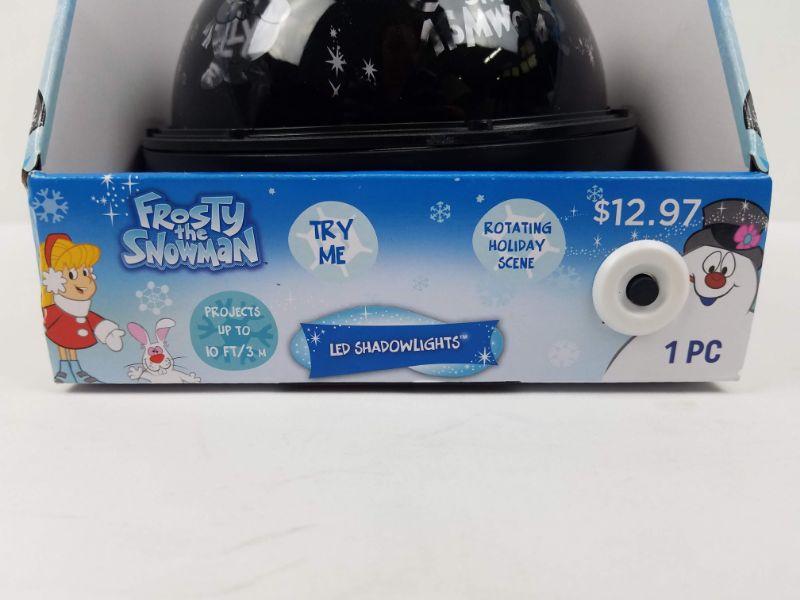 FROSTY
the
SNOWMAN
TRY
ME
ROTATING
HOLIDAY
SCENE
$12.97
PROJECTS
UP TO
10 FT/3 M
LED SHADOWLIGHTS™
1 PC